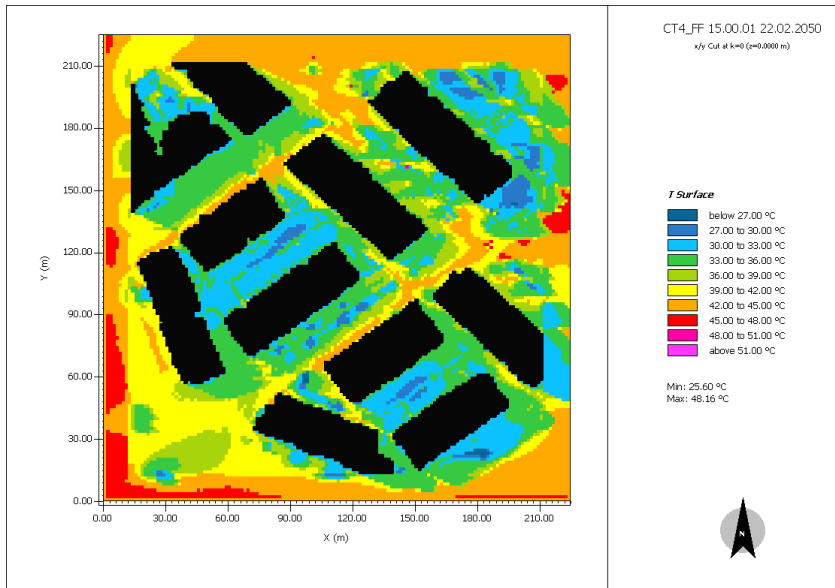 CT4_FF 15.00.01 22.02.2050
x/y Cut at k=0 (z=0.0000 m)
210.00
180.00
150.00
120.00
90.00
60.00
30.00
0.00
Y (m)
0.00 30.00 60.00 90.00 120.00 150.00 180.00 210.00
X (m)
T Surface
below 27.00 °C
27.00 to 30.00 °C
30.00 to 33.00 °C
33.00 to 36.00 °C
36.00 to 39.00 °C
39.00 to 42.00 °C
42.00 to 45.00 °C
45.00 to 48.00 °C
48.00 to 51.00 °C
above 51.00 °C
Min: 25.60 °C
Max: 48.16 °C
N